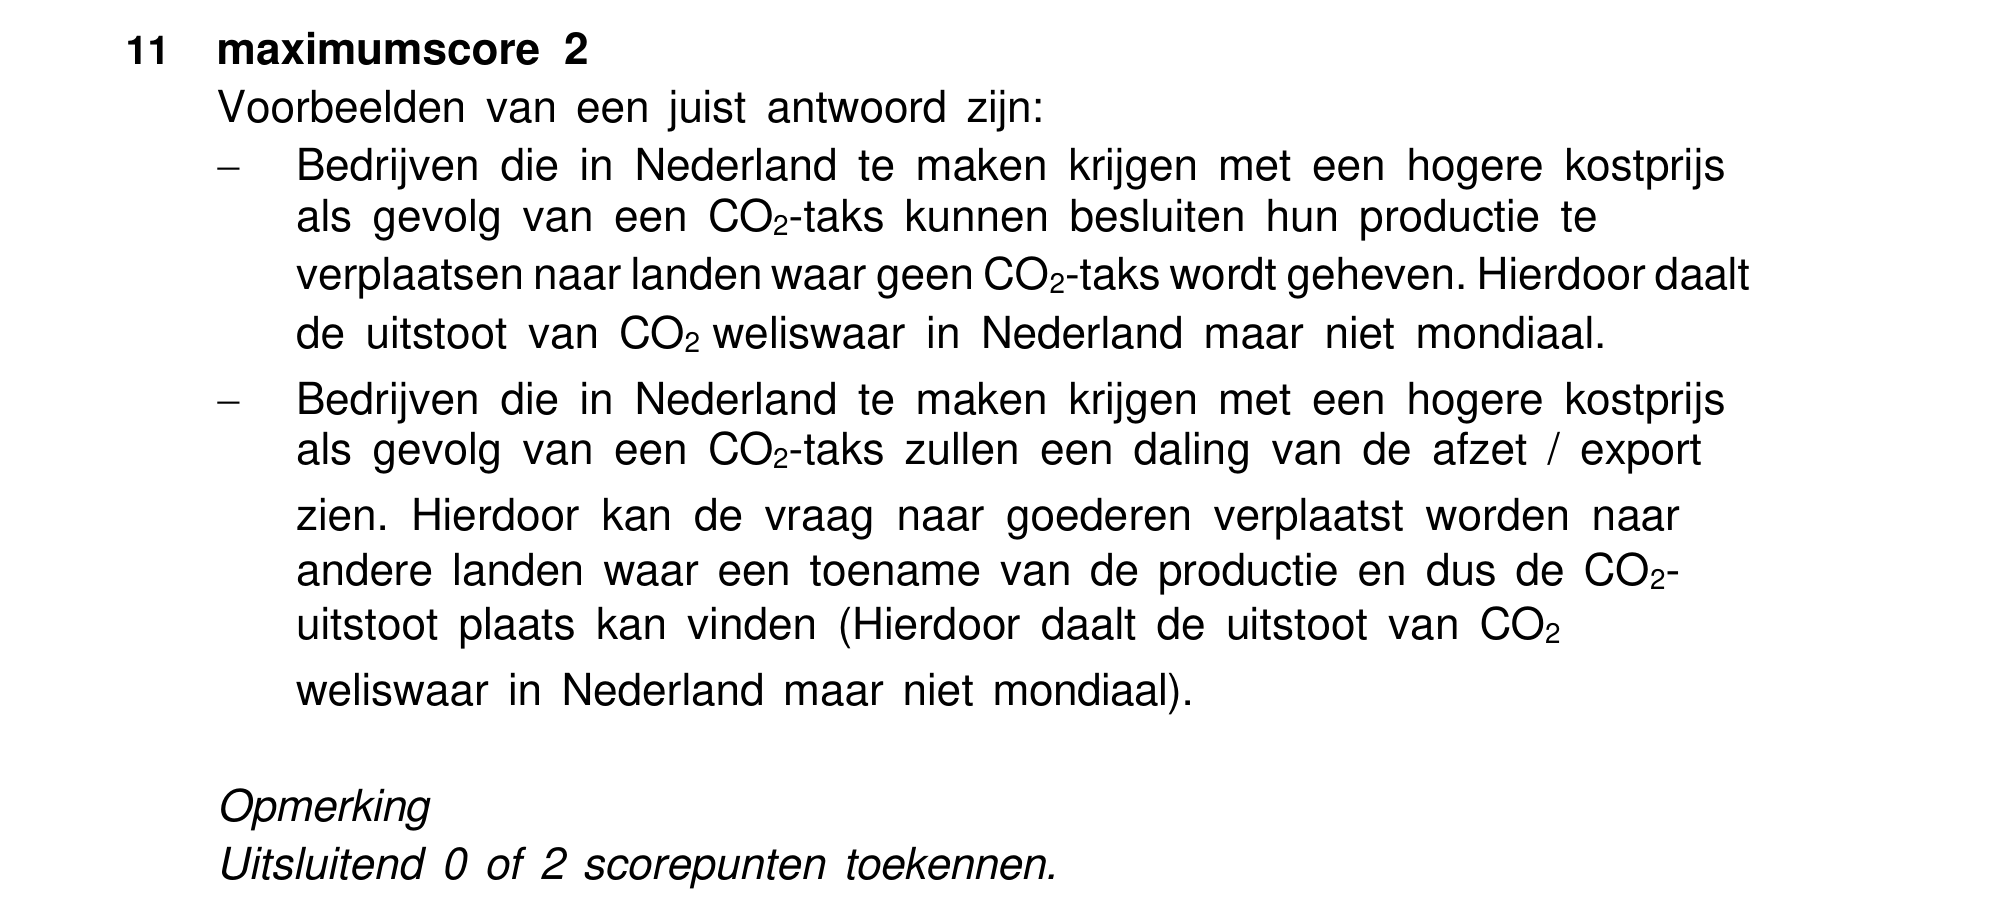 11 maximumscore 2
Voorbeelden van een juist antwoord zijn:
– Bedrijven die in Nederland te maken krijgen met een hogere kostprijs
als gevolg van een CO₂-taks kunnen besluiten hun productie te
verplaatsen naar landen waar geen CO₂-taks wordt geheven. Hierdoor daalt
de uitstoot van CO₂ weliswaar in Nederland maar niet mondiaal.
– Bedrijven die in Nederland te maken krijgen met een hogere kostprijs
als gevolg van een CO₂-taks zullen een daling van de afzet / export
zien. Hierdoor kan de vraag naar goederen verplaatst worden naar
andere landen waar een toename van de productie en dus de CO₂-
uitstoot plaats kan vinden (Hierdoor daalt de uitstoot van CO₂
weliswaar in Nederland maar niet mondiaal).
Opmerking
Uitsluitend 0 of 2 scorepunten toekennen.